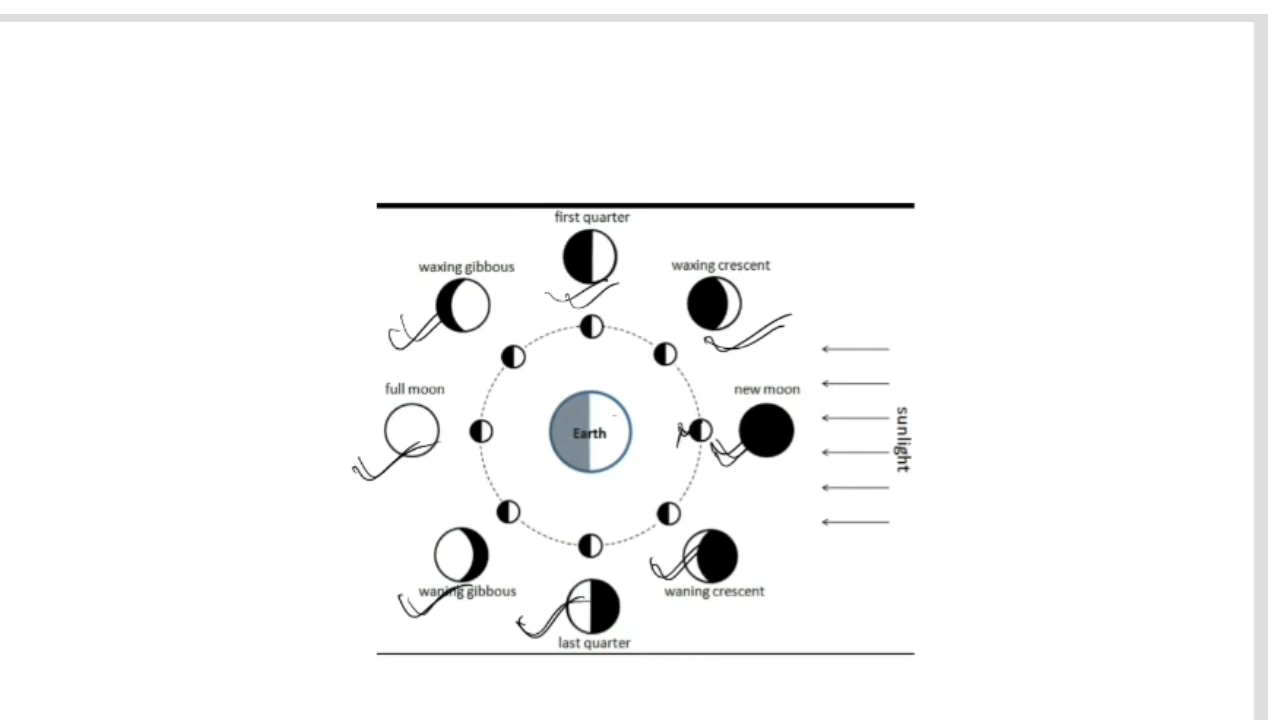 first quarter
waxing gibbous
waxing crescent
full moon
new moon
Earth
sunlight
waning gibbous
waning crescent
last quarter